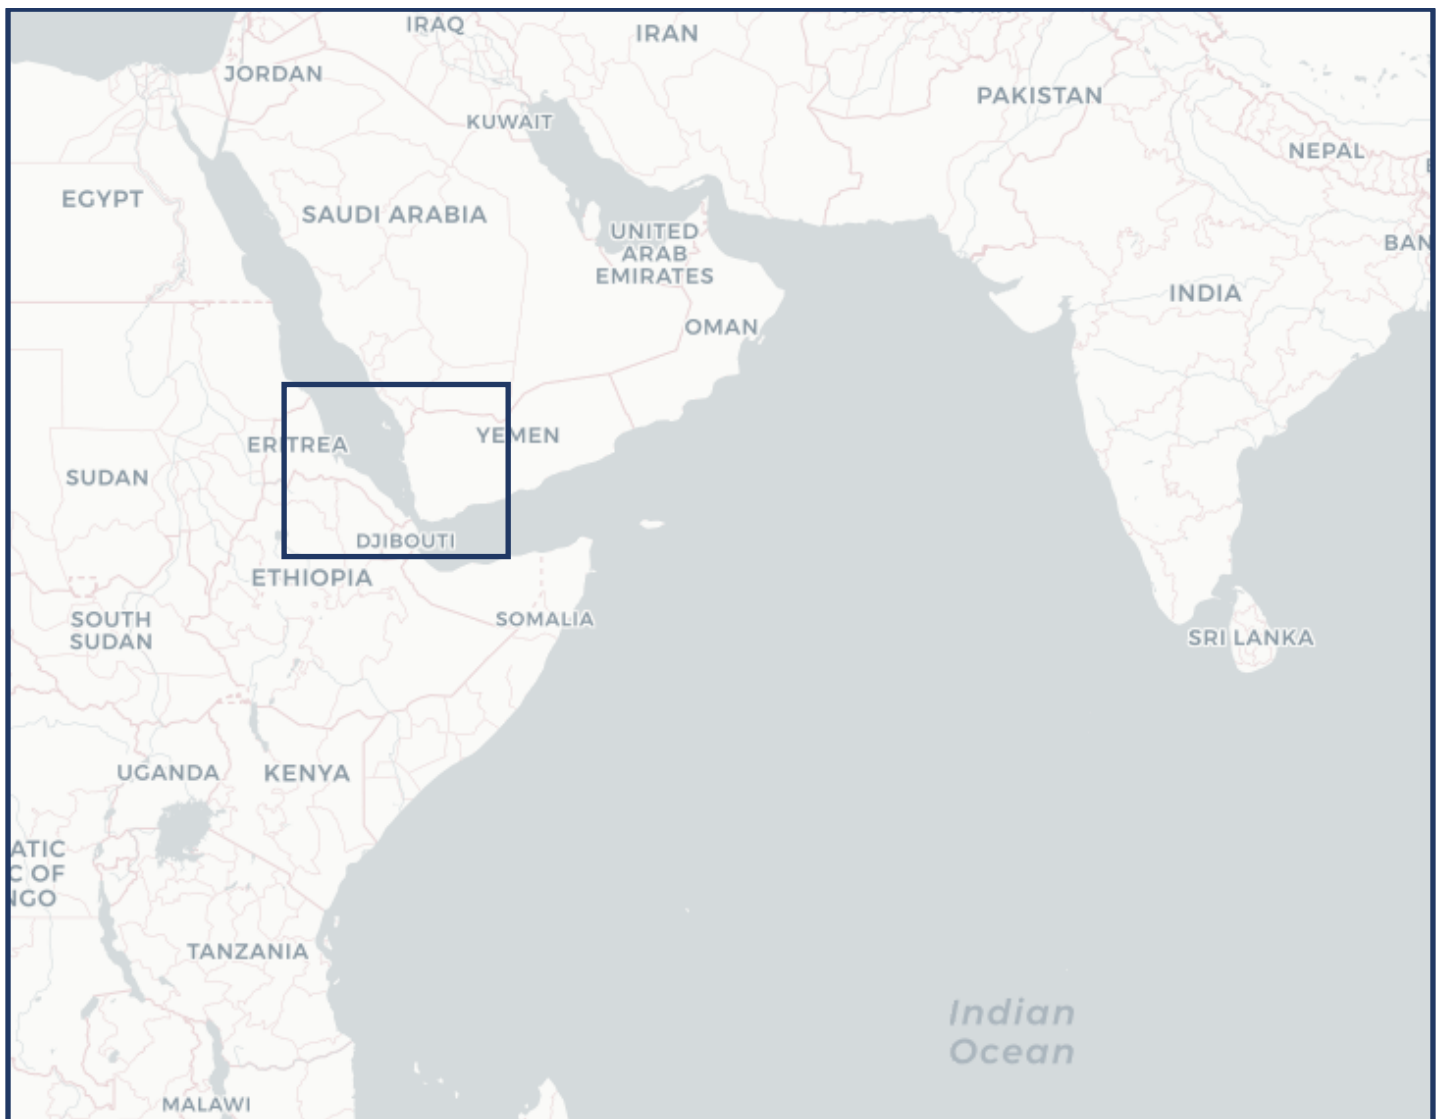 IRAQ
IRAN
JORDAN
PAKISTAN
KUWAIT
NEPAL
EGYPT
SAUDI ARABIA
UNITED
ARAB
EMIRATES
BAN
INDIA
OMAN
ERITREA
YEMEN
SUDAN
DJIBOUTI
ETHIOPIA
SOUTH
SUDAN
SOMALIA
SRI LANKA
UGANDA
KENYA
ATIC
C OF
NGO
TANZANIA
Indian
Ocean
MALAWI